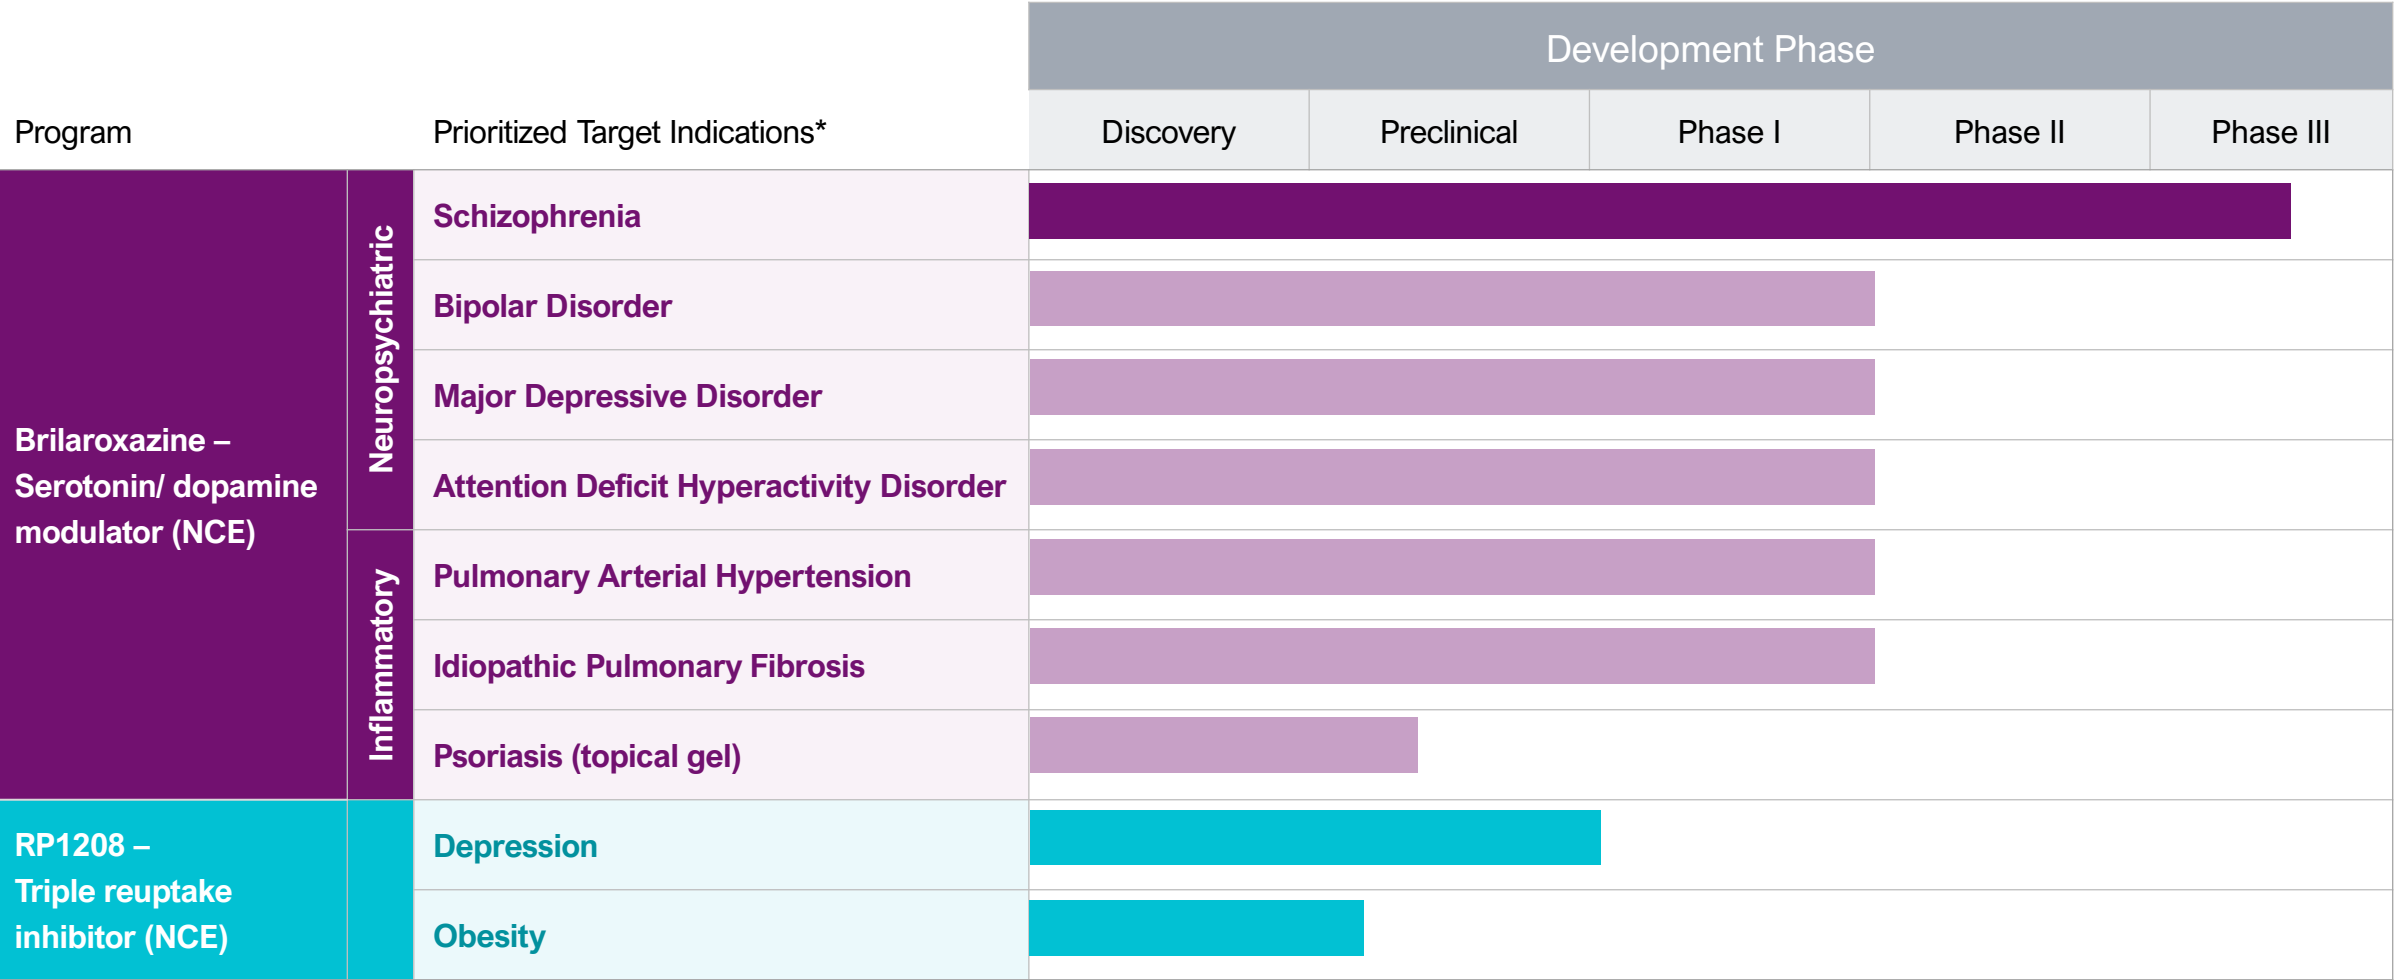 Development Phase
Program
Prioritized Target Indications*
Discovery
Preclinical
Phase I
Phase II
Phase III
Brilaroxazine –
Serotonin/ dopamine
modulator (NCE)
Neuropsychiatric
Schizophrenia
Bipolar Disorder
Major Depressive Disorder
Attention Deficit Hyperactivity Disorder
Inflammatory
Pulmonary Arterial Hypertension
Idiopathic Pulmonary Fibrosis
Psoriasis (topical gel)
RP1208 –
Triple reuptake
inhibitor (NCE)
Depression
Obesity